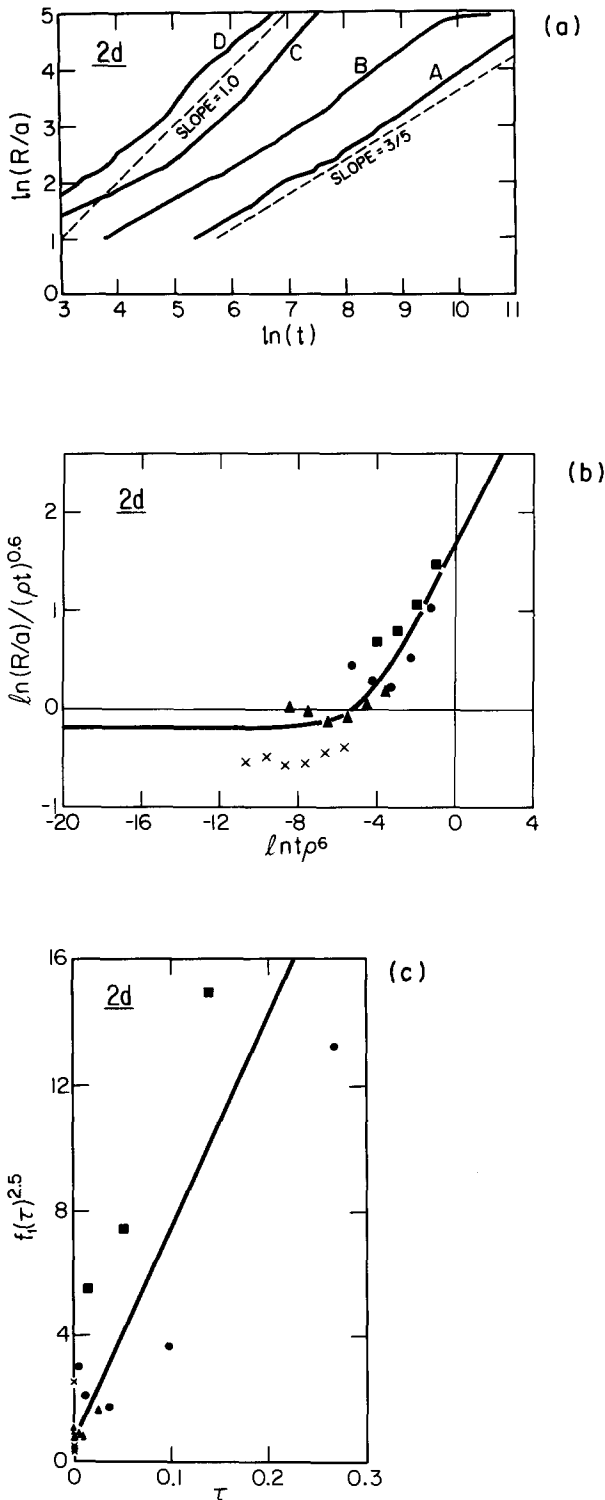 (a)
2d
D
C
B
A
SLOPE = 1.0
SLOPE = 3/5
ln(R/a)
5
4
3
2
1
0
3 4 5 6 7 8 9 10 11
ln(t)
(b)
2d
ln(R/a)/(ρt)^0.6
2
1
0
-1
-20 -16 -12 -8 -4 0 4
ln tρ^6
(c)
2d
f₁(τ)^2.5
16
12
8
4
0
0 0.1 0.2 0.3
τ